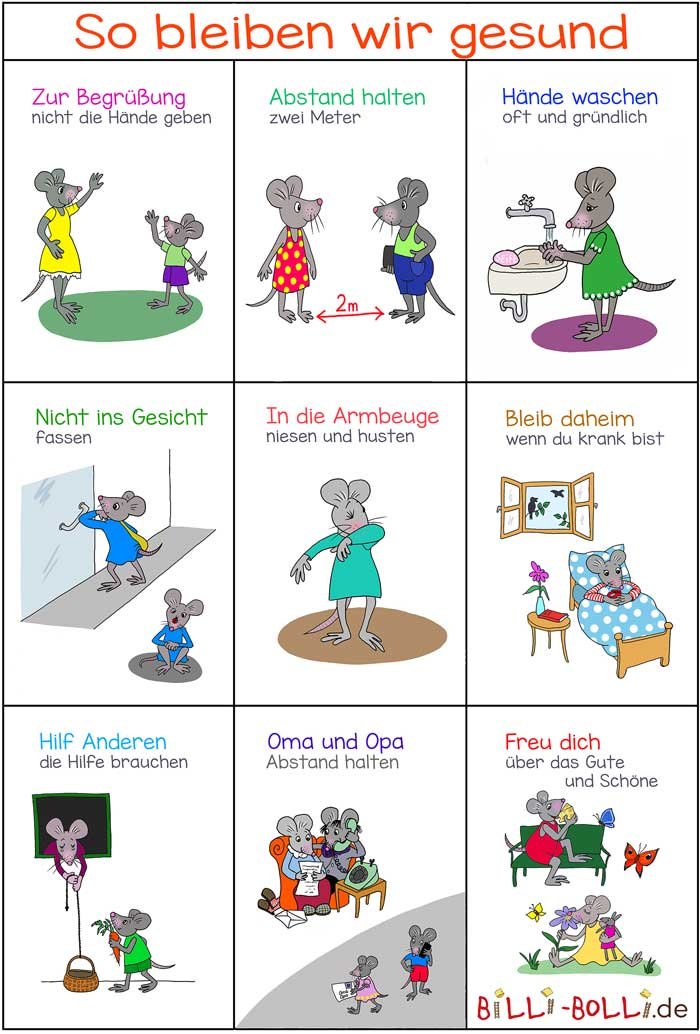 So bleiben wir gesund
Zur Begrüßung
nicht die Hände geben
Abstand halten
zwei Meter
2m
Hände waschen
oft und gründlich
Nicht ins Gesicht
fassen
In die Armbeuge
niesen und husten
Bleib daheim
wenn du krank bist
Hilf Anderen
die Hilfe brauchen
Oma und Opa
Abstand halten
Freu dich
über das Gute
und Schöne
BiLLi-BOLLi.de